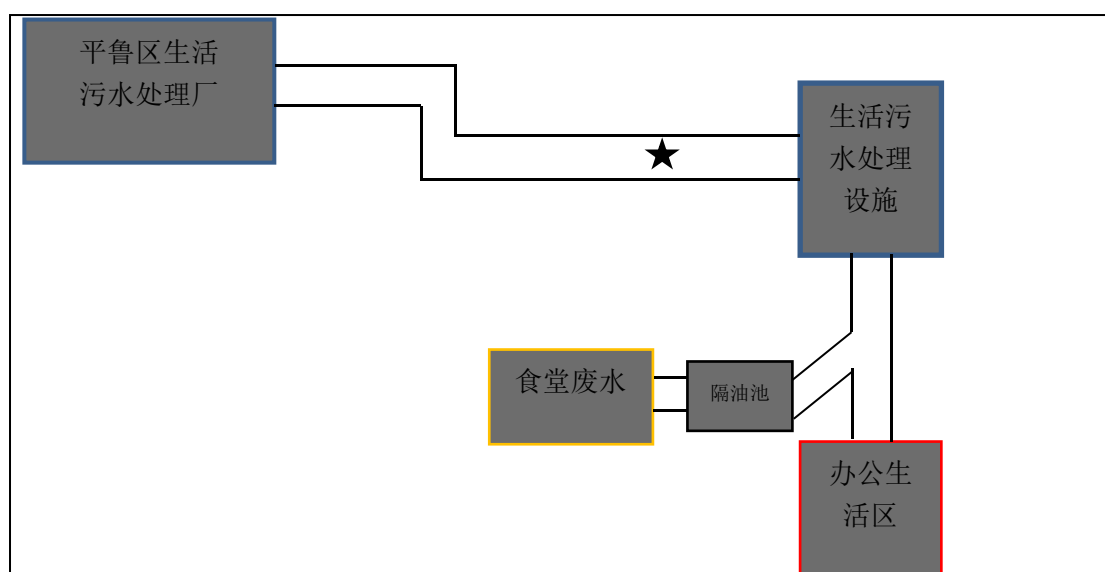 平鲁区生活
污水处理厂
生活污
水处理
设施
食堂废水
隔油池
办公生
活区